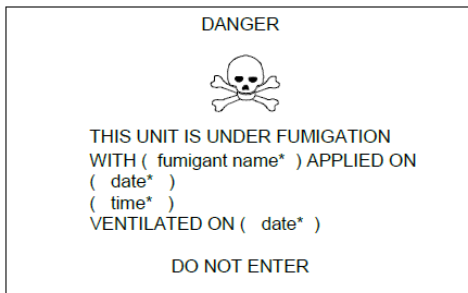 DANGER
THIS UNIT IS UNDER FUMIGATION
WITH ( fumigant name* ) APPLIED ON
( date* )
( time* )
VENTILATED ON ( date* )
DO NOT ENTER